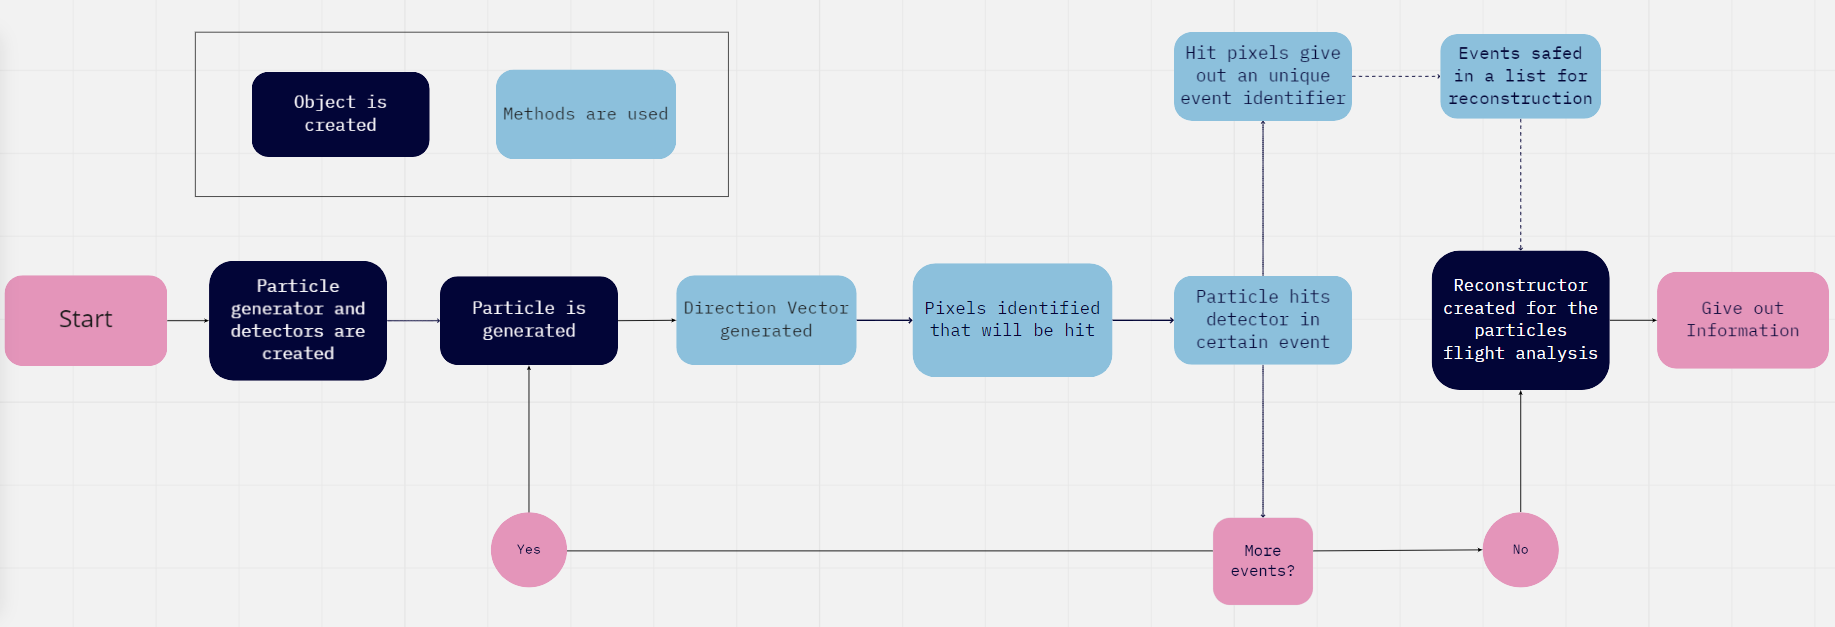 Object is
created
Methods are used
Hit pixels give
out an unique
event identifier
Events safed
in a list for
reconstruction
Start
Particle
generator and
detectors are
created
Particle is
generated
Direction Vector
generated
Pixels identified
that will be hit
Particle hits
detector in
certain event
Reconstructor
created for the
particles
flight analysis
Give out
Information
Yes
More
events?
No